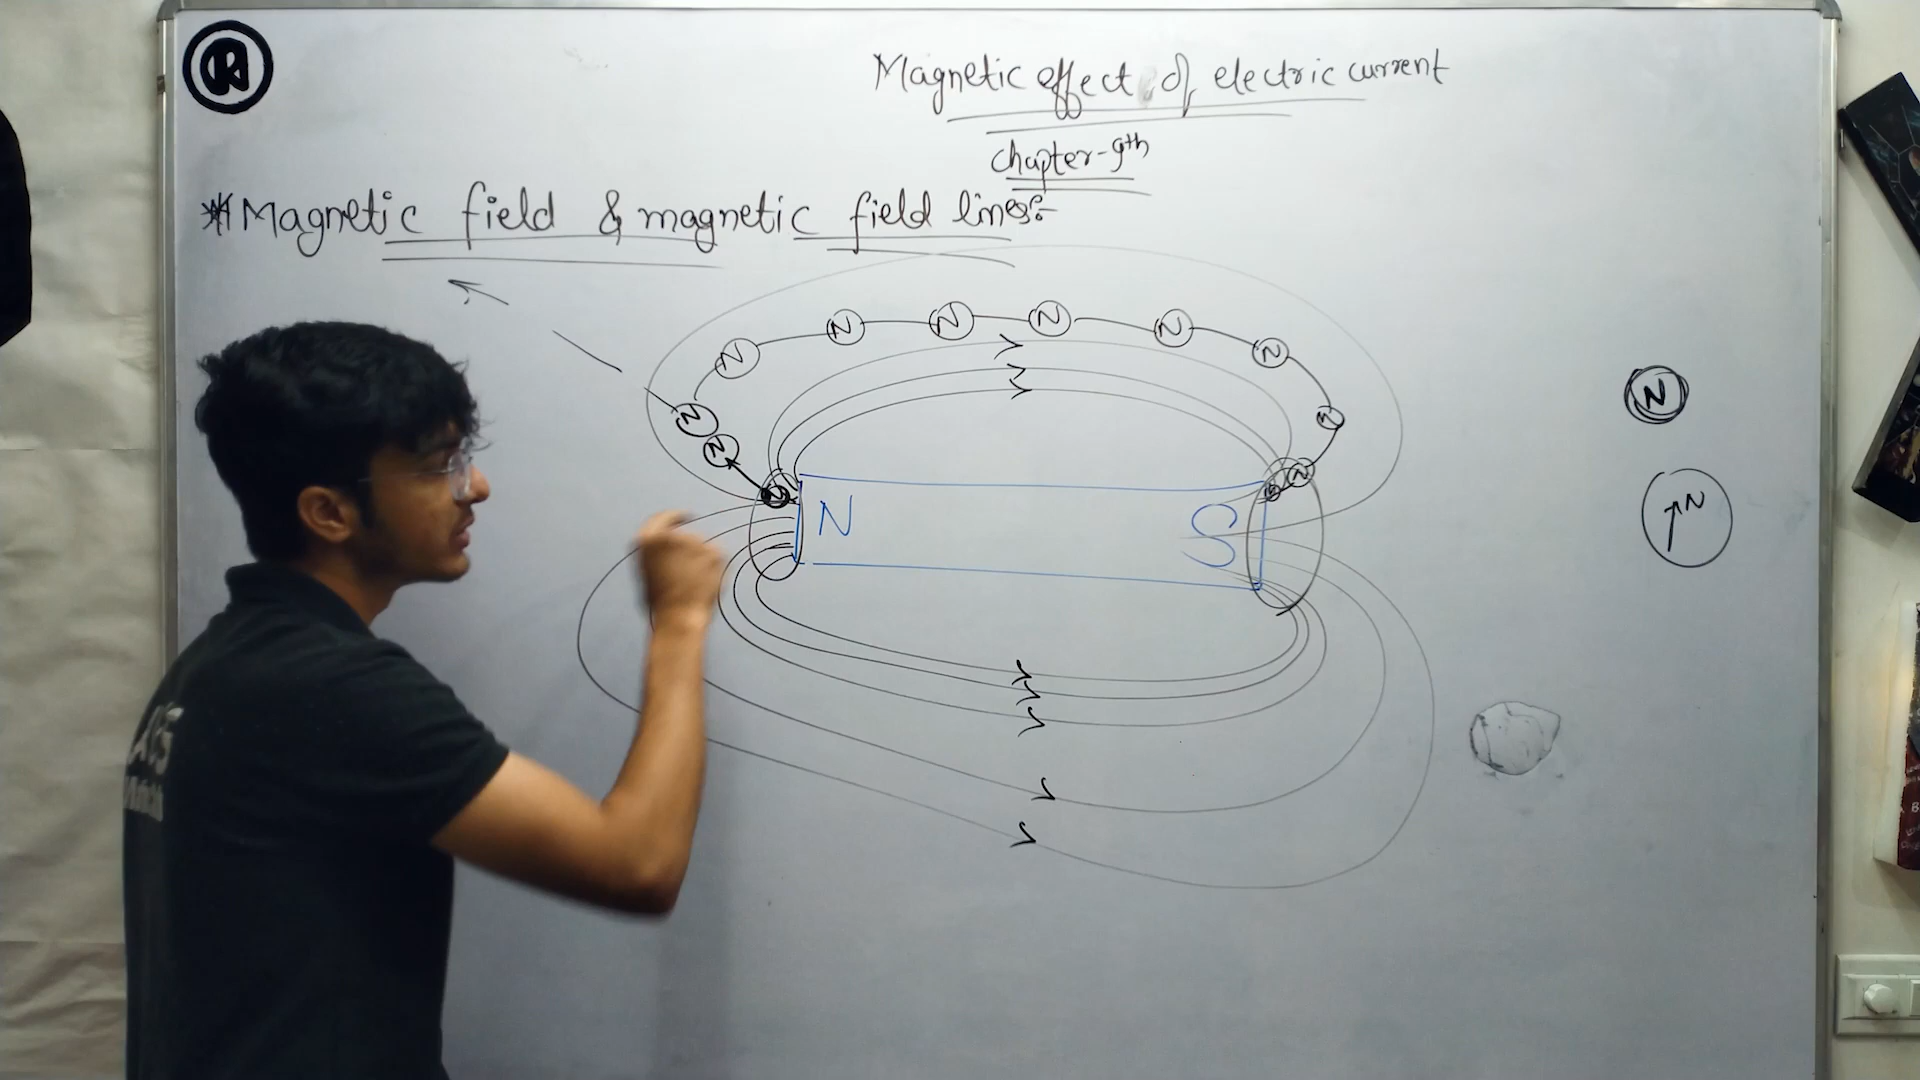 R
Magnetic effect of electric current
Chapter-9th
*Magnetic field & magnetic field lines:-
N N N N N N
N N
N N
N
N S
N
N